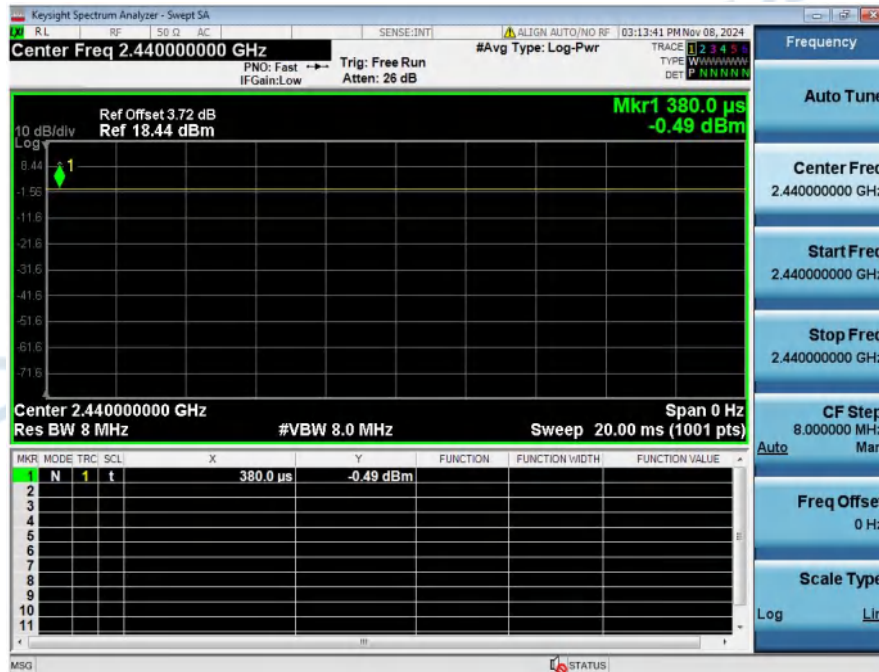 Keysight Spectrum Analyzer - Swept SA
RL RF 50 Ω AC SENSE:INT ALIGN AUTO/NO RF 03:13:41 PM Nov 08, 2024
Center Freq 2.440000000 GHz
PNO: Fast
IFGain:Low
Trig: Free Run
Atten: 26 dB
#Avg Type: Log-Pwr
TRACE 1 2 3 4 5 6
TYPE WWWWWW
DET P N N N N N
Frequency
Auto Tune
Center Freq
2.440000000 GHz
Start Freq
2.440000000 GHz
Stop Freq
2.440000000 GHz
CF Step
8.000000 MHz
Auto Man
Freq Offset
0 Hz
Scale Type
Log Lin
Mkr1 380.0 µs
-0.49 dBm
Ref Offset 3.72 dB
10 dB/div Ref 18.44 dBm
Log
1
8.44
-1.56
-11.6
-21.6
-31.6
-41.6
-51.6
-61.6
-71.6
Center 2.440000000 GHz Span 0 Hz
Res BW 8 MHz #VBW 8.0 MHz Sweep 20.00 ms (1001 pts)
MKR MODE TRC SCL X Y FUNCTION FUNCTION WIDTH FUNCTION VALUE
1 N 1 t 380.0 µs -0.49 dBm
2
3
4
5
6
7
8
9
10
11
MSG STATUS